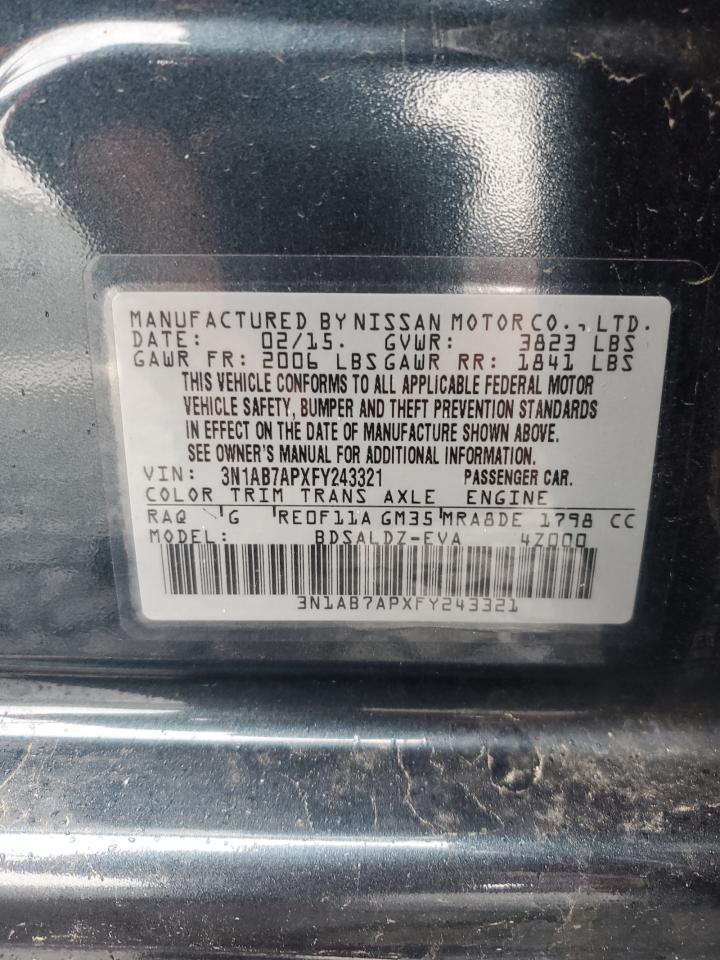 MANUFACTURED BY NISSAN MOTOR CO., LTD.
DATE: 02/15. GVWR: 3823 LBS
GAWR FR: 2006 LBS GAWR RR: 1841 LBS
THIS VEHICLE CONFORMS TO ALL APPLICABLE FEDERAL MOTOR
VEHICLE SAFETY, BUMPER AND THEFT PREVENTION STANDARDS
IN EFFECT ON THE DATE OF MANUFACTURE SHOWN ABOVE.
SEE OWNER'S MANUAL FOR ADDITIONAL INFORMATION.
VIN: 3N1AB7APXFY243321 PASSENGER CAR.
COLOR TRIM TRANS AXLE ENGINE
RAQ G RE0F11A GM35 MRA8DE 1798 CC
MODEL: BDSALDZ-EVA 4Z000
3N1AB7APXFY243321